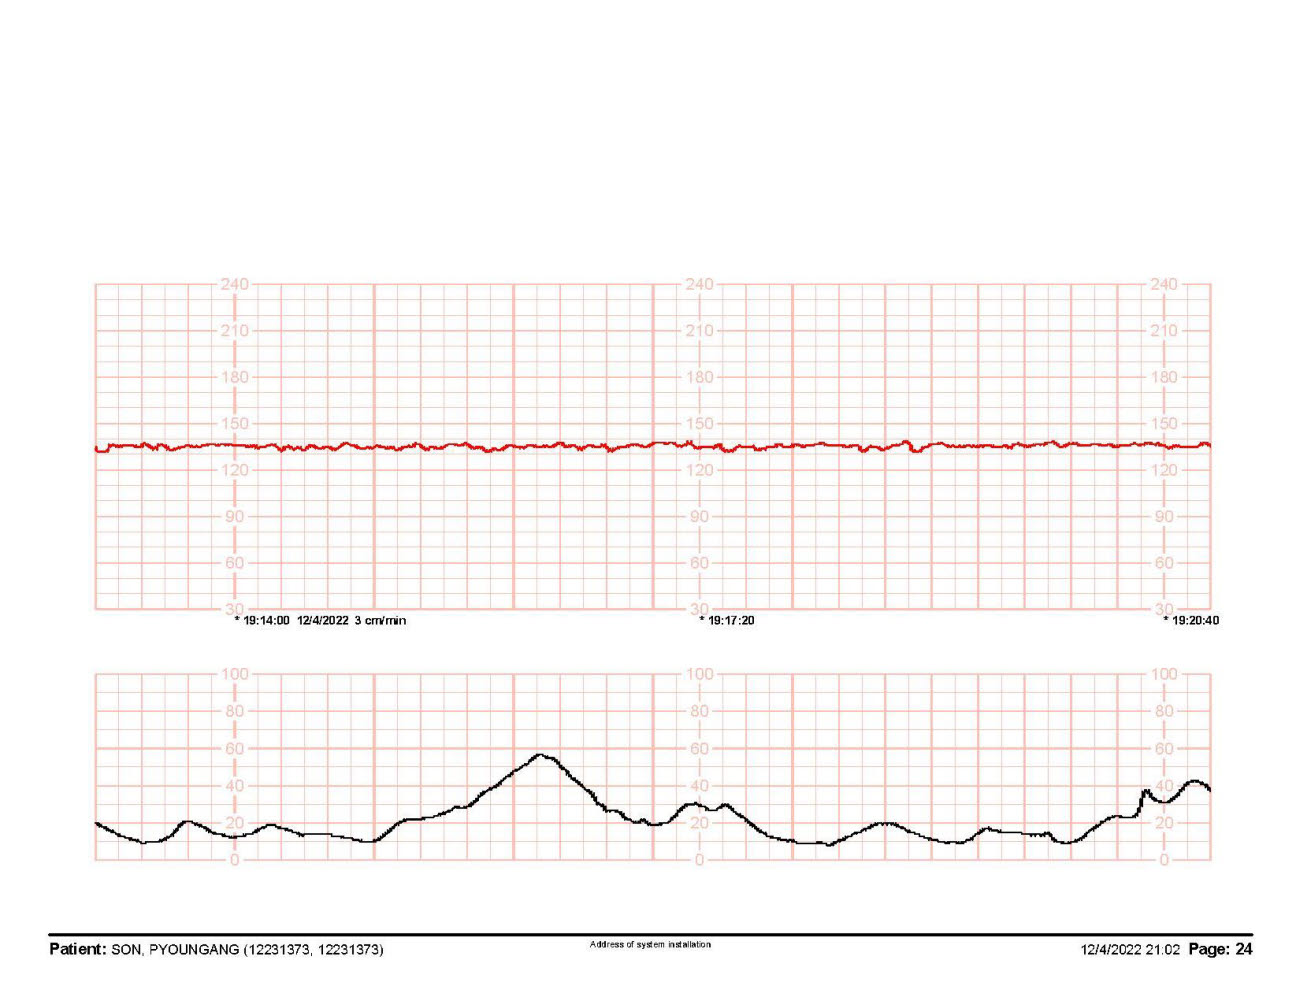 240 240 240
210 210 210
180 180 180
150 150 150
120 120 120
90 90 90
60 60 60
30 30 30
* 19:14:00 12/4/2022 3 cm/min * 19:17:20 * 19:20:40
100 100 100
80 80 80
60 60 60
40 40 40
20 20 20
0 0 0
Patient: SON, PYOUNGANG (12231373, 12231373) Address of system installation 12/4/2022 21:02 Page: 24